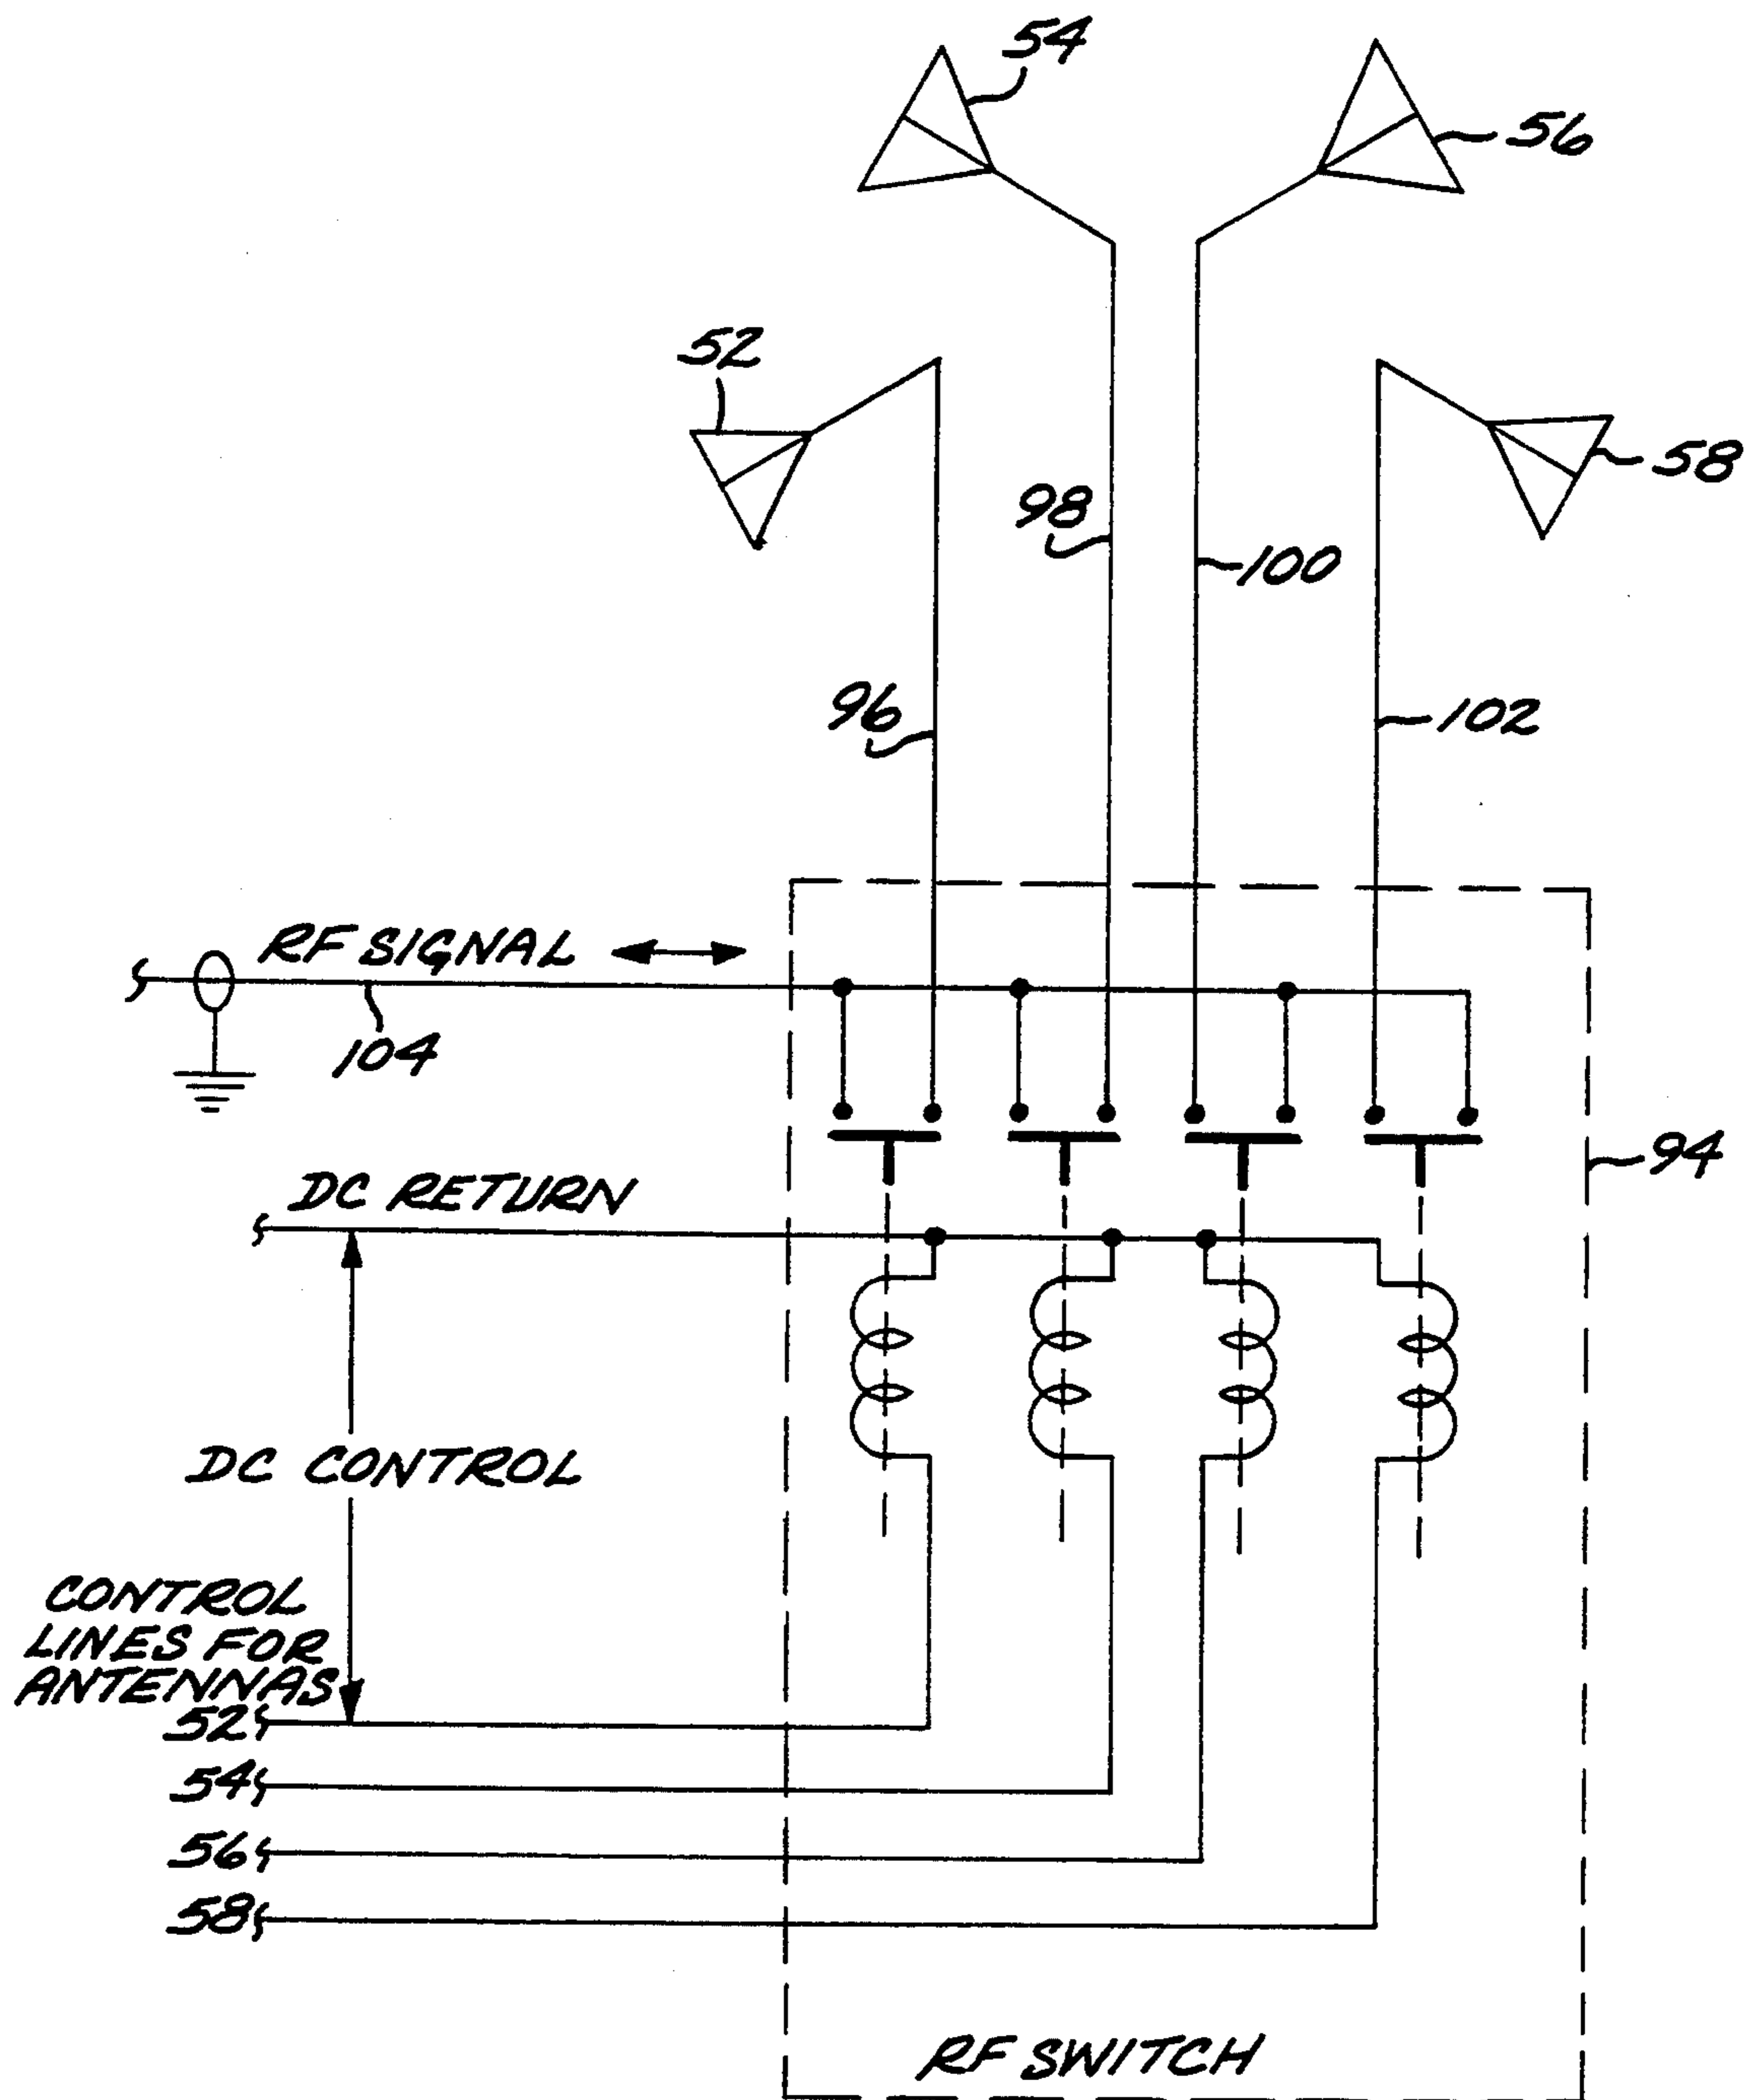 54
56
52
58
98
100
96
102
RF SIGNAL
104
94
DC RETURN
DC CONTROL
CONTROL
LINES FOR
ANTENNAS
52
54
56
58
RF SWITCH